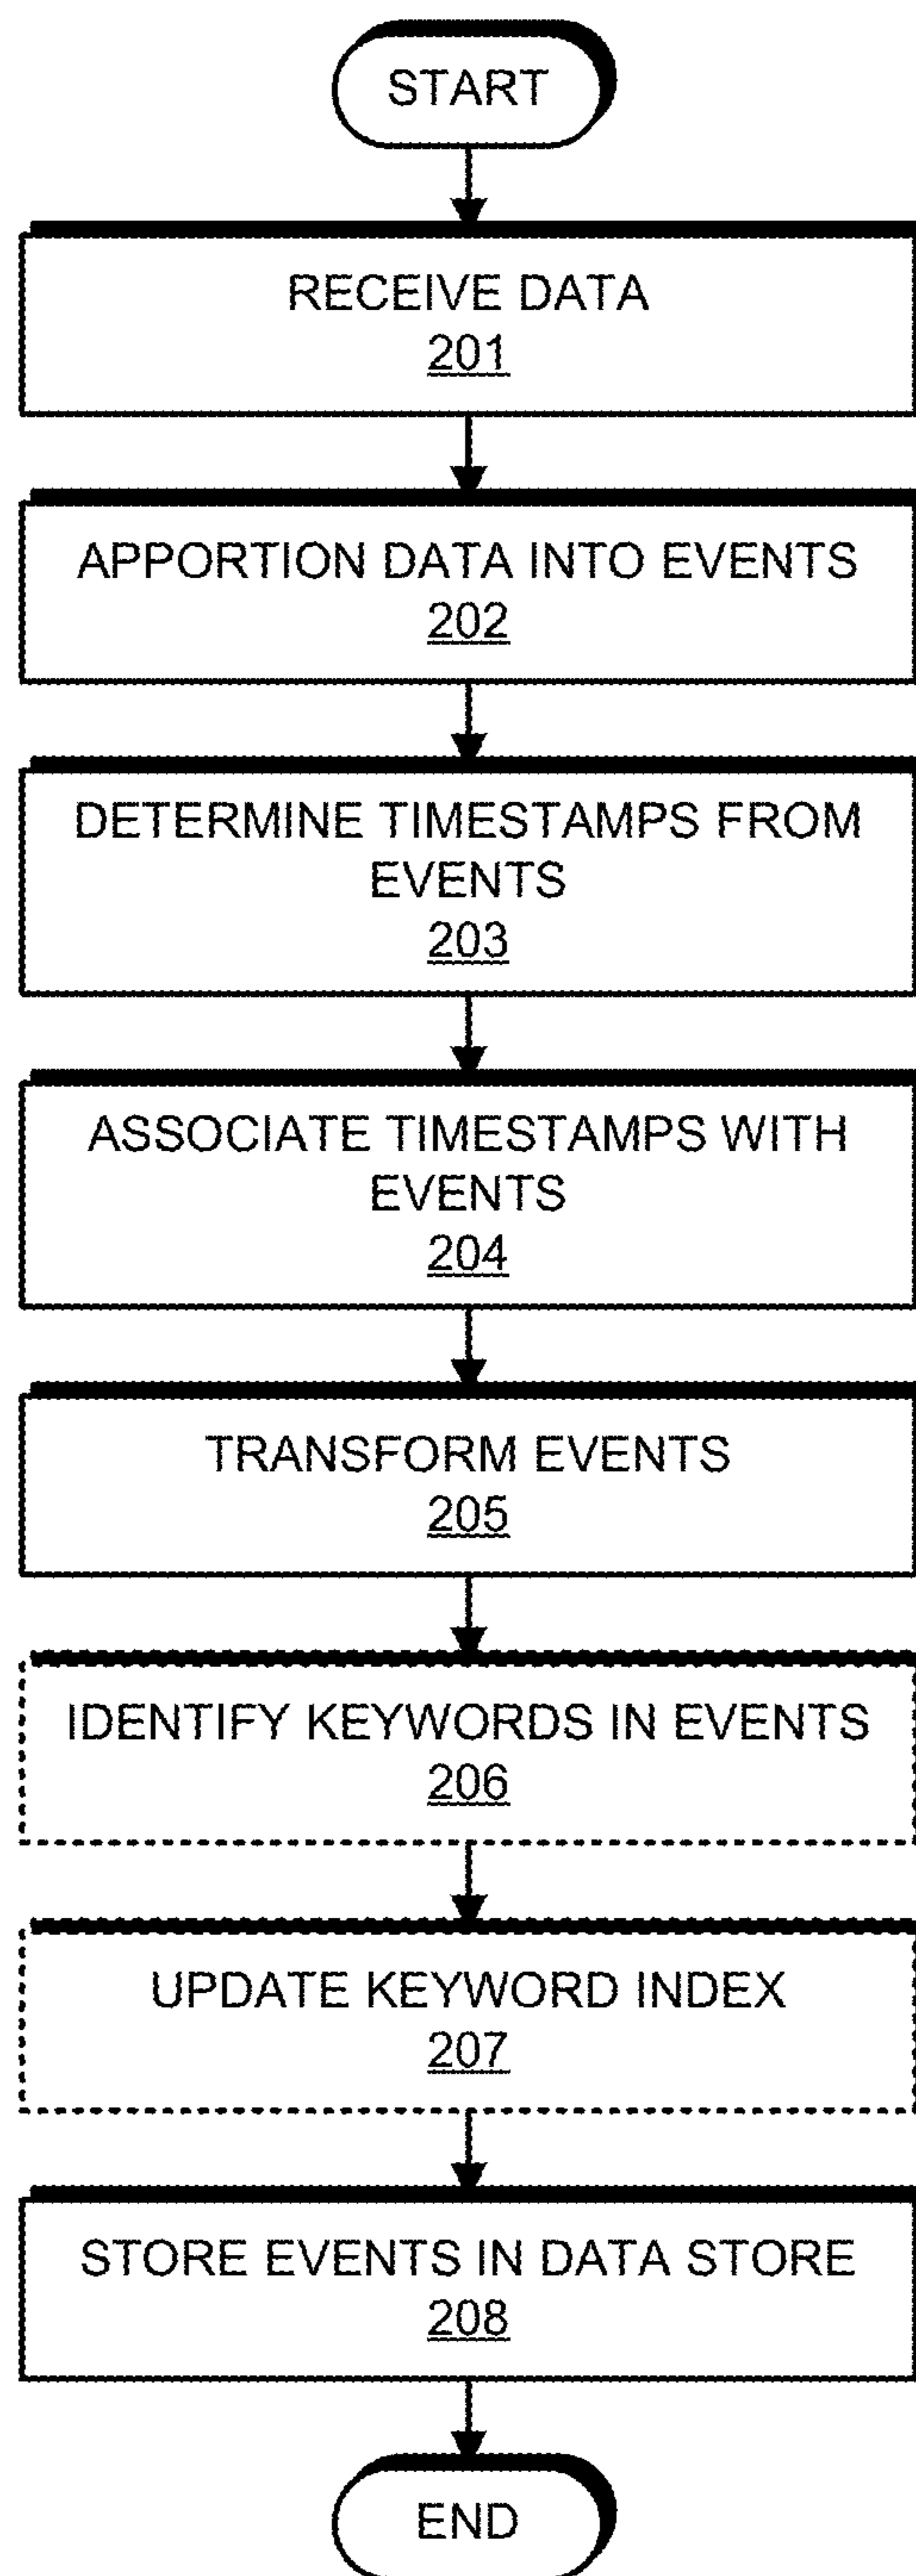 START
RECEIVE DATA
201
APPORTION DATA INTO EVENTS
202
DETERMINE TIMESTAMPS FROM
EVENTS
203
ASSOCIATE TIMESTAMPS WITH
EVENTS
204
TRANSFORM EVENTS
205
IDENTIFY KEYWORDS IN EVENTS
206
UPDATE KEYWORD INDEX
207
STORE EVENTS IN DATA STORE
208
END